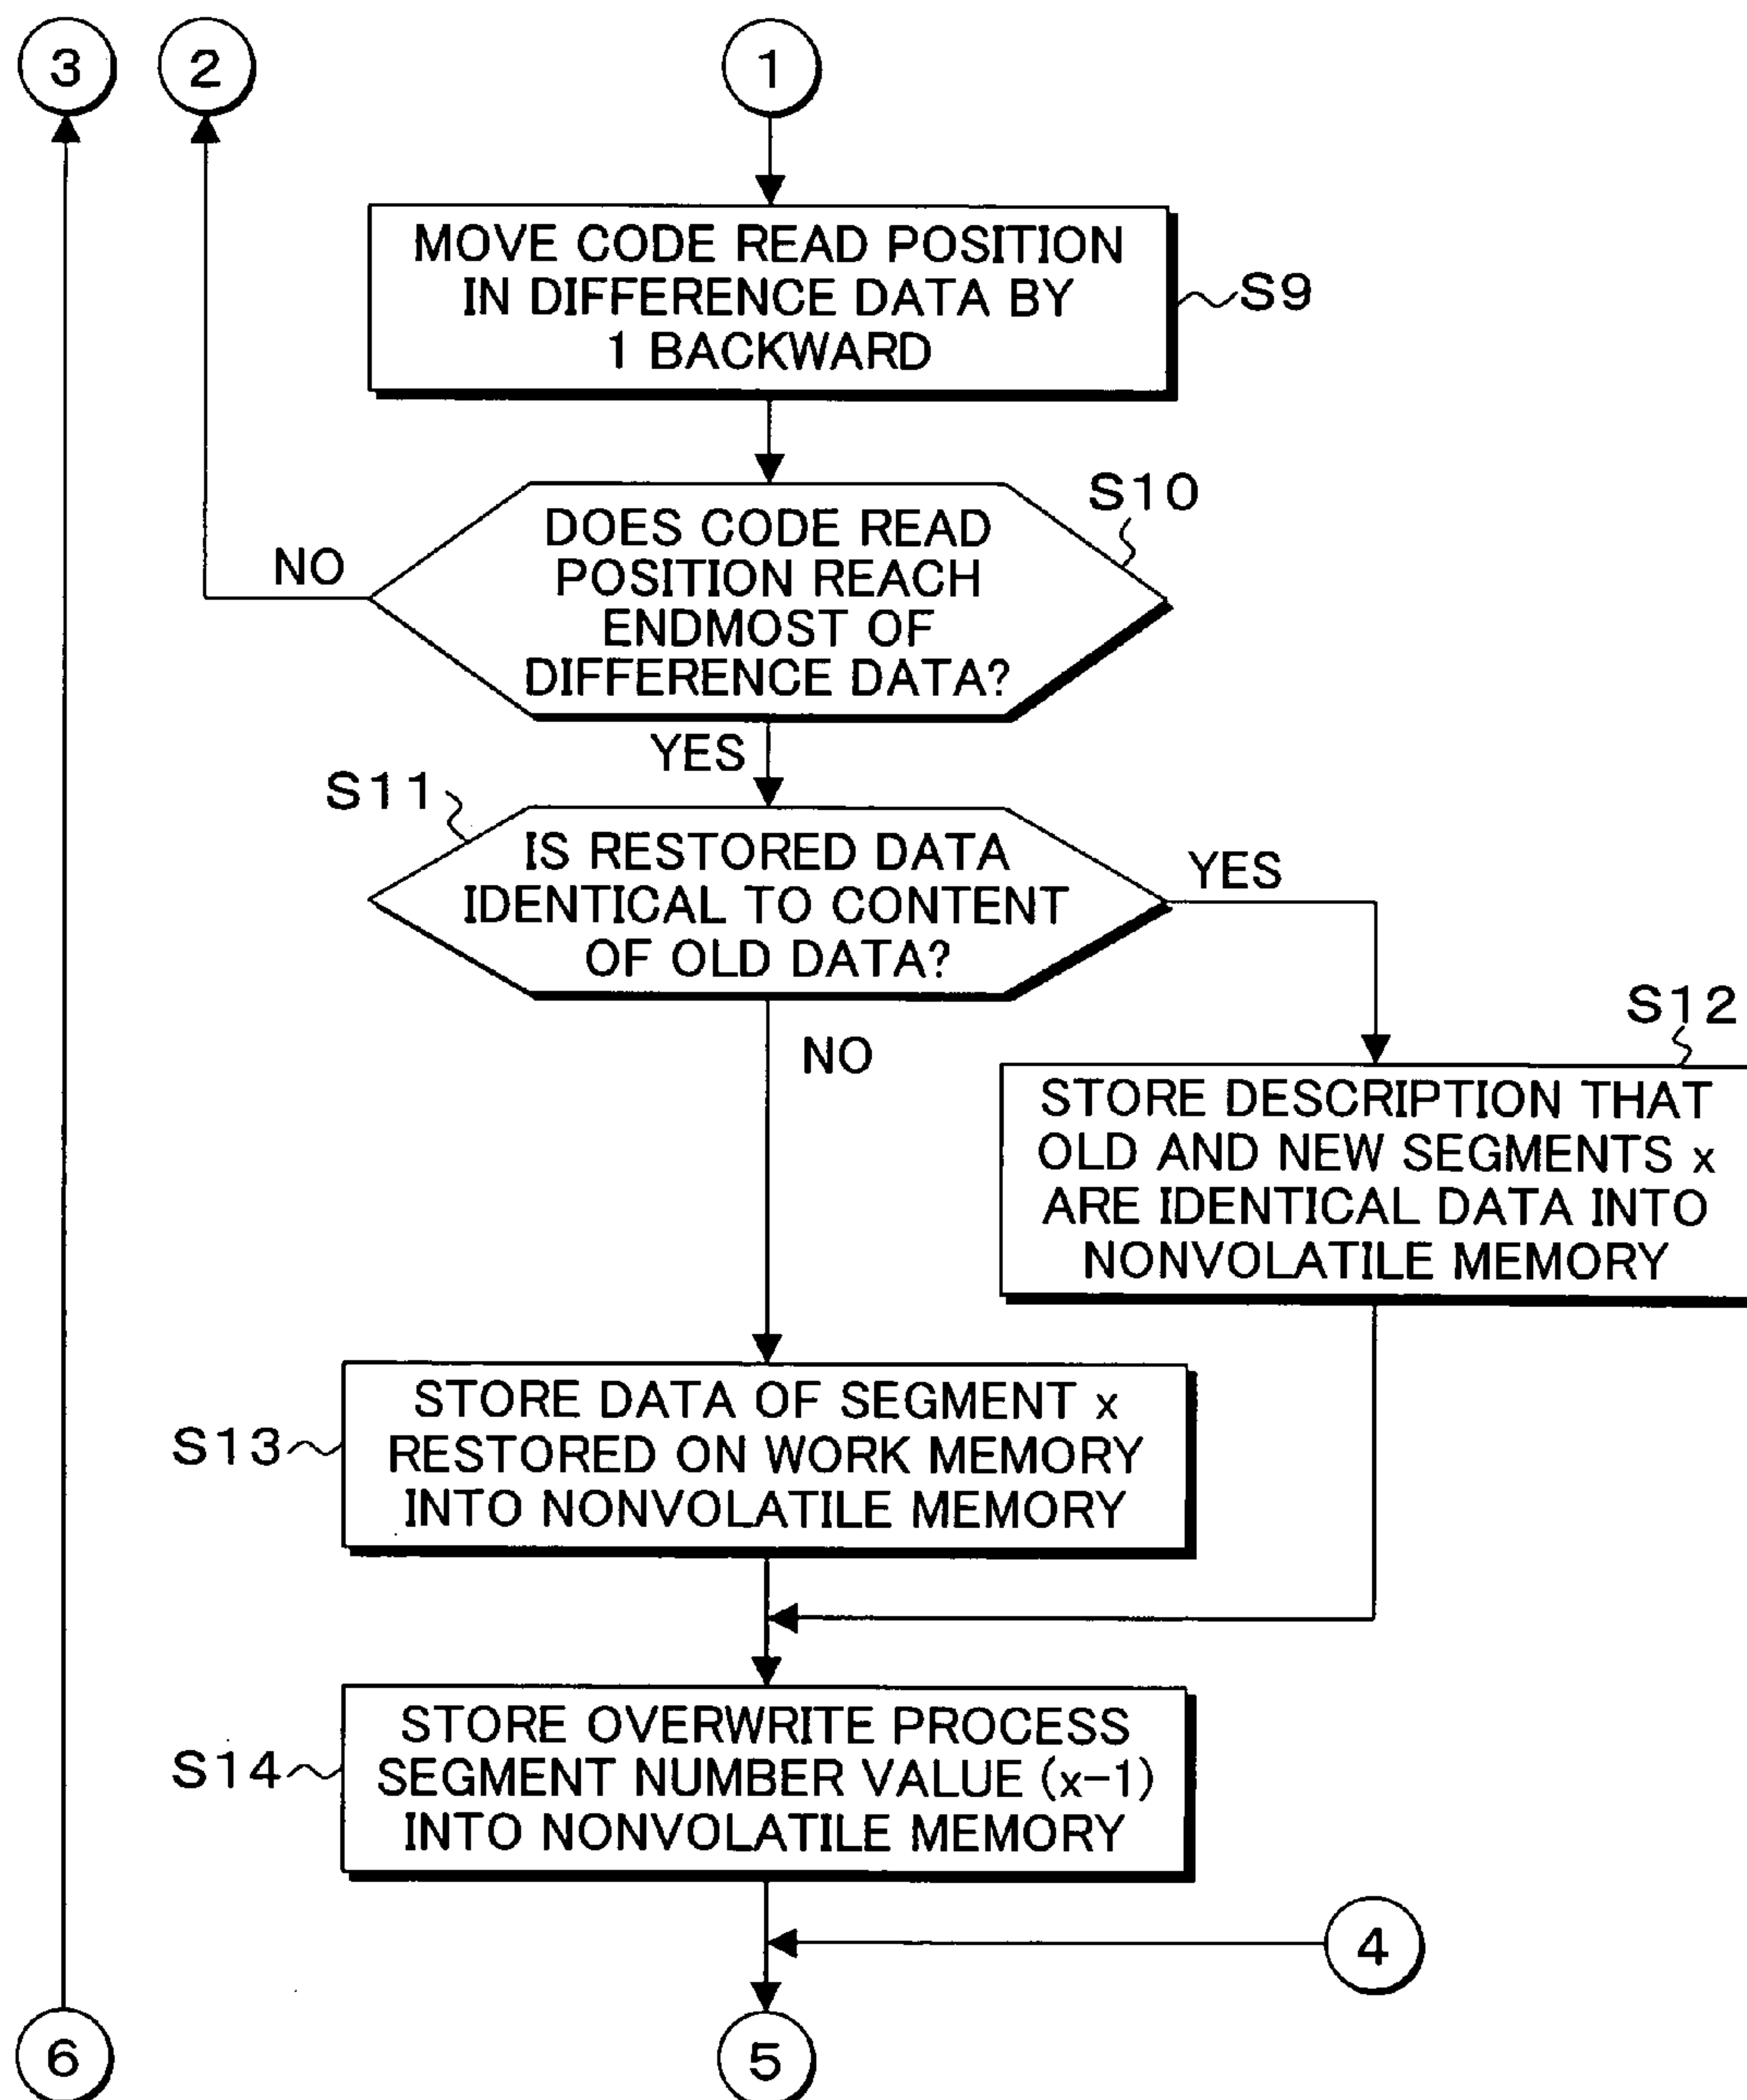 3
2
1
MOVE CODE READ POSITION
IN DIFFERENCE DATA BY
1 BACKWARD
S9
S10
DOES CODE READ
POSITION REACH
ENDMOST OF
DIFFERENCE DATA?
NO
YES
S11
IS RESTORED DATA
IDENTICAL TO CONTENT
OF OLD DATA?
YES
NO
S12
STORE DESCRIPTION THAT
OLD AND NEW SEGMENTS x
ARE IDENTICAL DATA INTO
NONVOLATILE MEMORY
S13
STORE DATA OF SEGMENT x
RESTORED ON WORK MEMORY
INTO NONVOLATILE MEMORY
S14
STORE OVERWRITE PROCESS
SEGMENT NUMBER VALUE (x-1)
INTO NONVOLATILE MEMORY
4
6
5